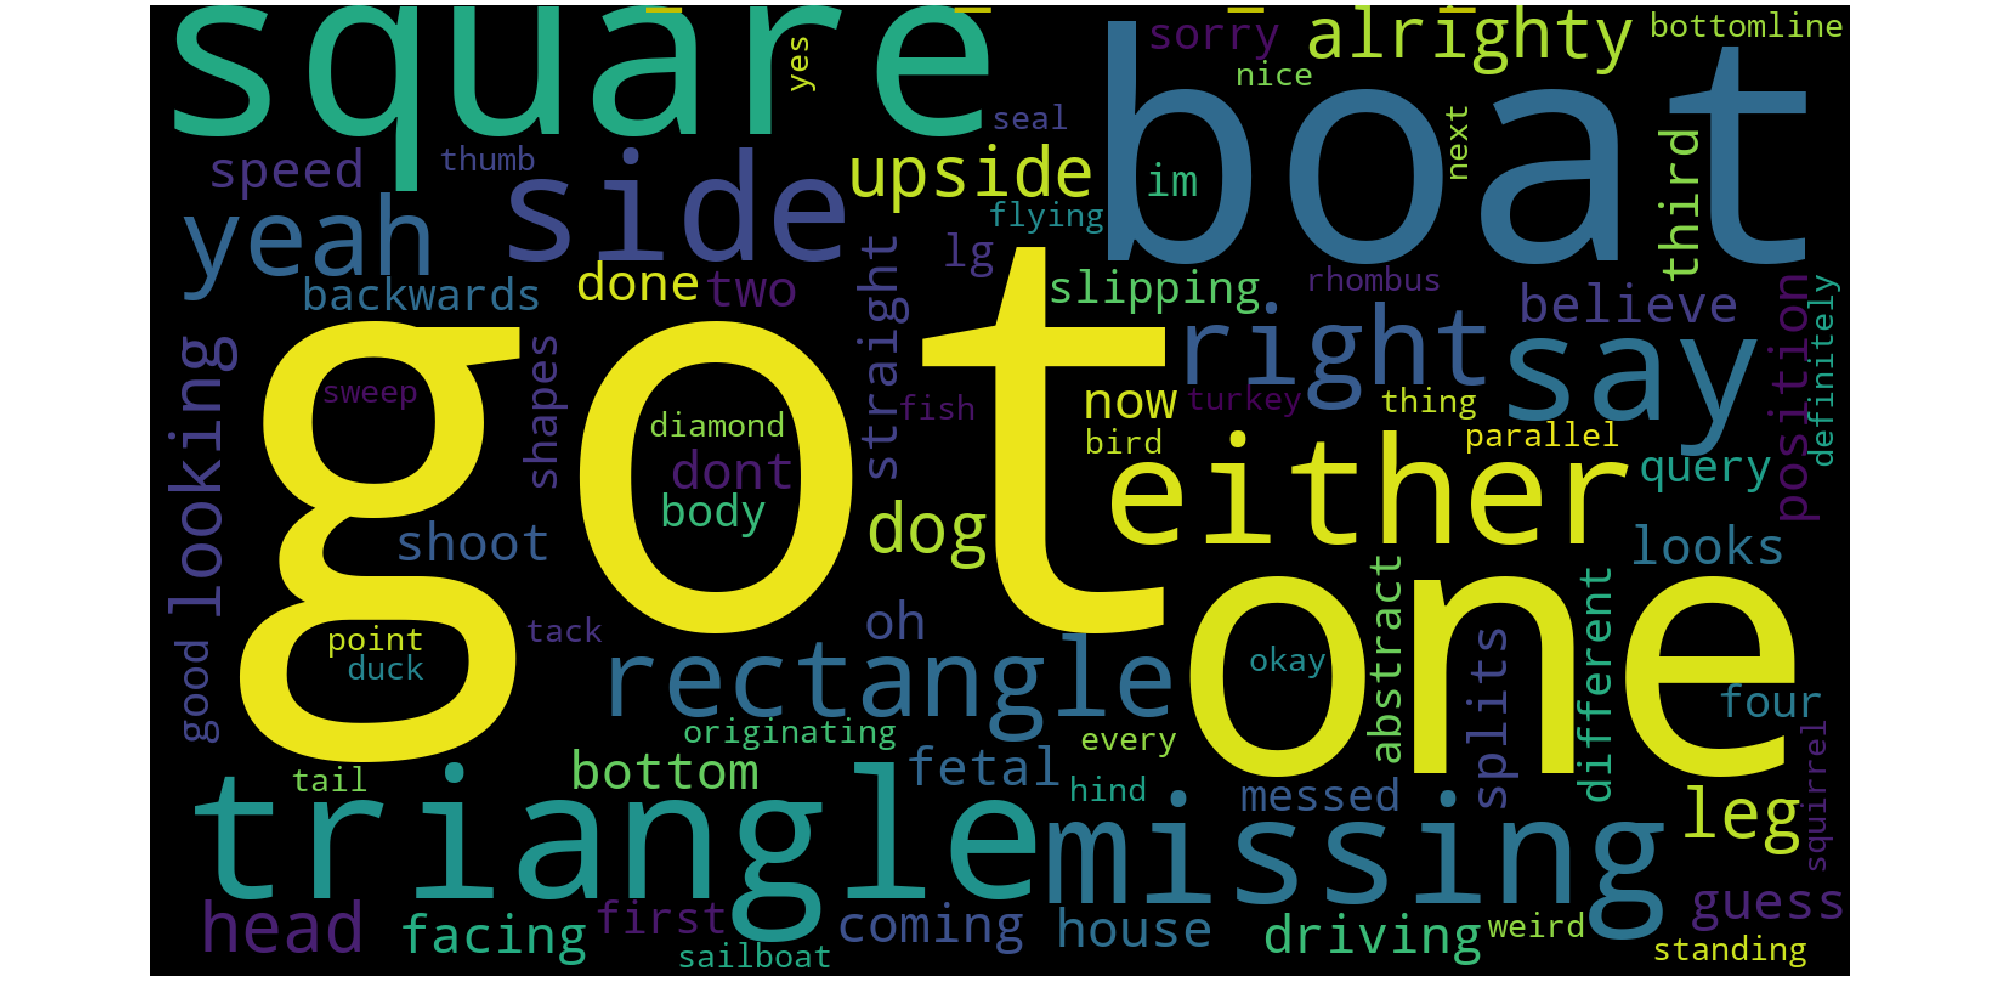 square
yes
boat
sorry
alrighty
bottomline
nice
seal
next
third
speed
thumb
side
upside
im
flying
yeah
lg
backwards
done
two
straight
slipping
rhombus
believe
position
definitely
got
right
say
looking
shapes
sweep
diamond
dont
body
fish
now
bird
turkey
thing
parallel
either
query
shoot
dog
looks
abstract
different
one
point
duck
tack
oh
rectangle
okay
splits
four
good
originating
every
squirrel
tail
bottom
fetal
hind
messed
triangle
missing
leg
head
facing
first
sailboat
coming
house
driving
weird
guess
standing